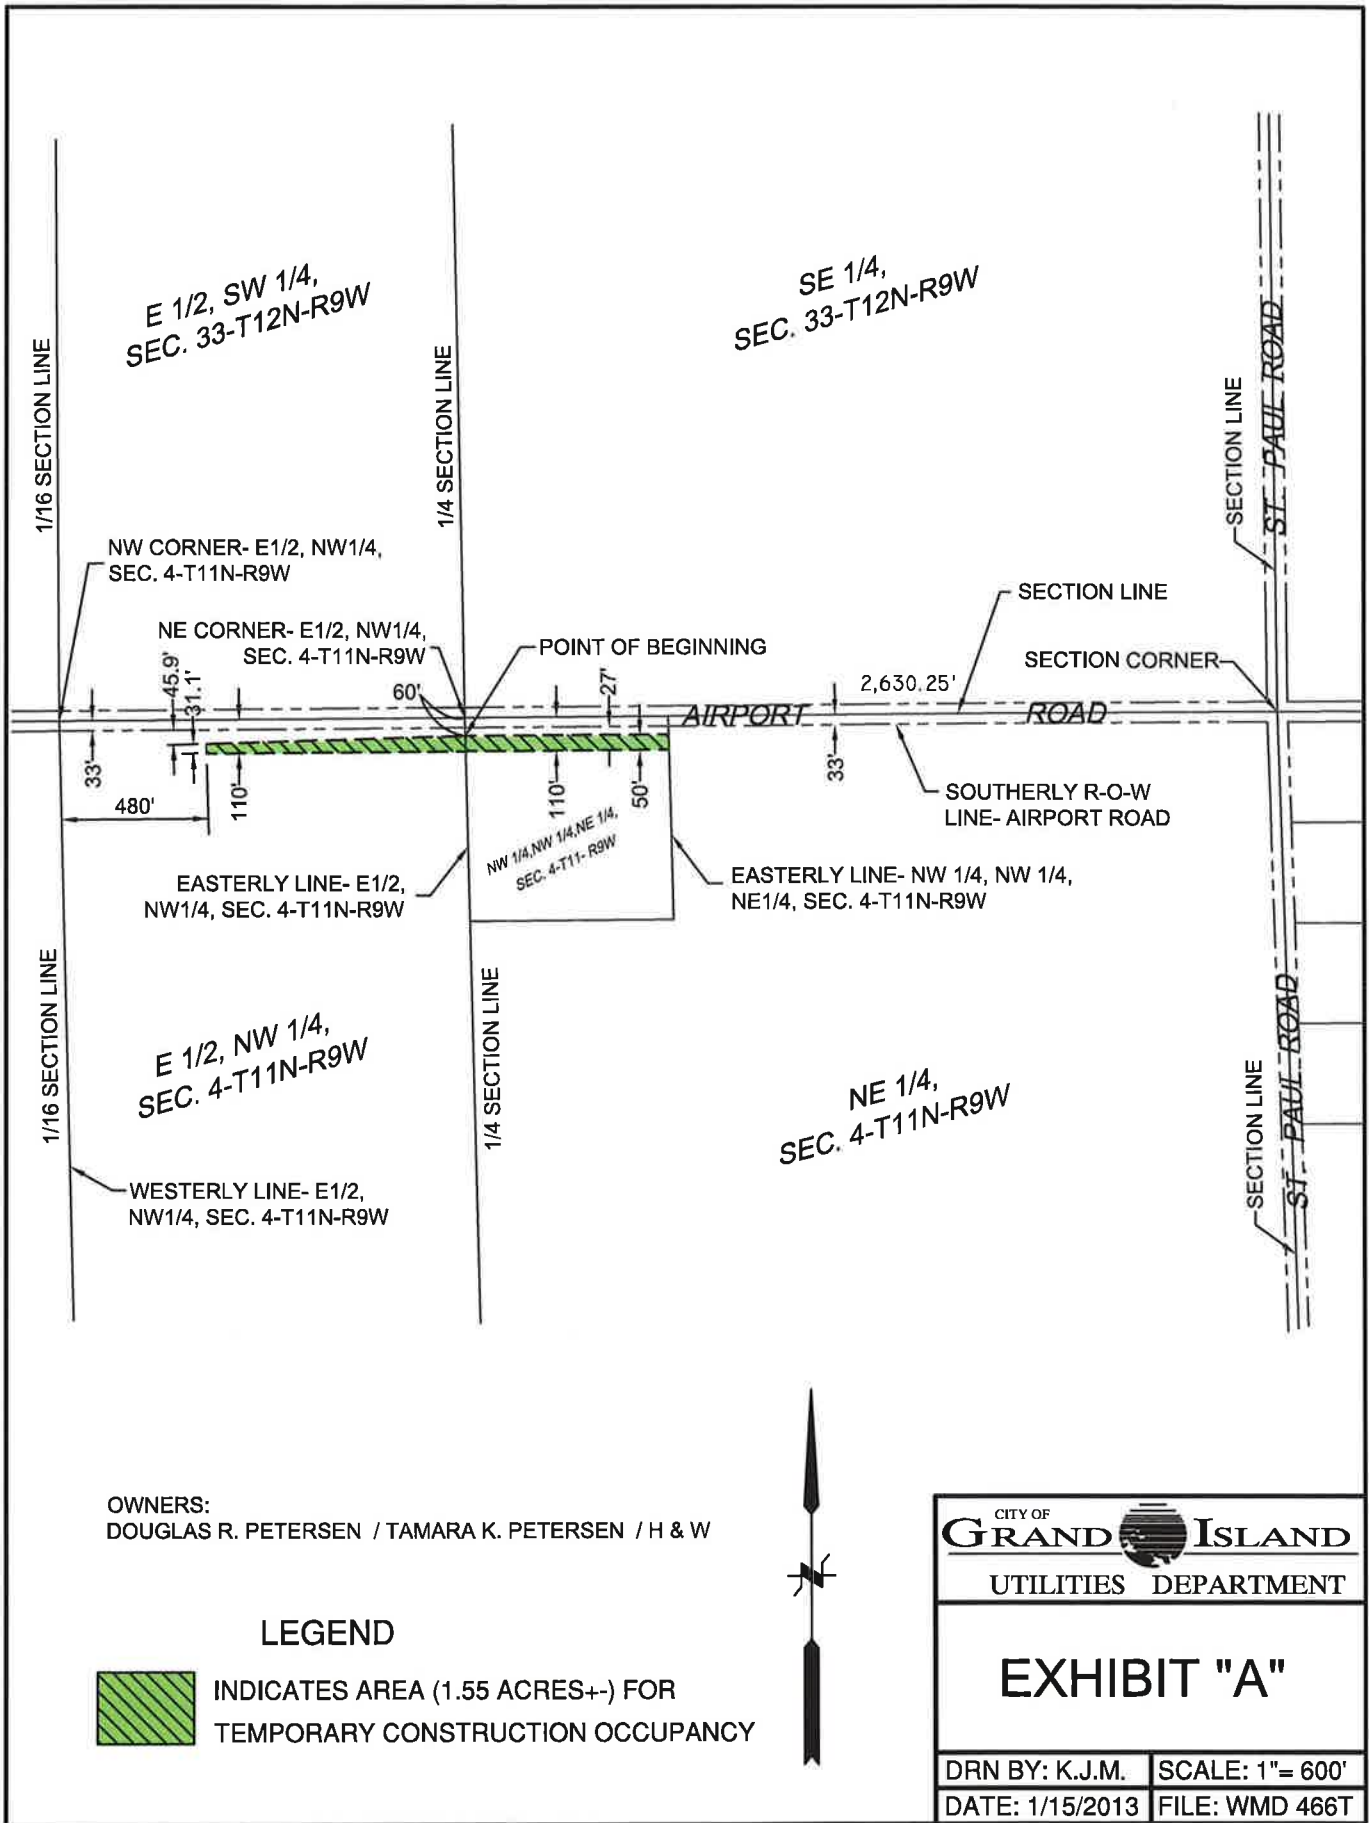 E 1/2, SW 1/4,
SEC. 33-T12N-R9W
SE 1/4,
SEC. 33-T12N-R9W
1/16 SECTION LINE
1/4 SECTION LINE
SECTION LINE
ST. PAUL ROAD
NW CORNER- E1/2, NW1/4,
SEC. 4-T11N-R9W
NE CORNER- E1/2, NW1/4,
SEC. 4-T11N-R9W
POINT OF BEGINNING
SECTION LINE
SECTION CORNER
2,630.25'
45.9'
31.1'
60'
27'
AIRPORT ROAD
33'
110'
110'
50'
33'
480'
SOUTHERLY R-O-W
LINE- AIRPORT ROAD
NW 1/4,NW 1/4,NE 1/4,
SEC. 4-T11- R9W
EASTERLY LINE- E1/2,
NW1/4, SEC. 4-T11N-R9W
EASTERLY LINE- NW 1/4, NW 1/4,
NE1/4, SEC. 4-T11N-R9W
1/16 SECTION LINE
1/4 SECTION LINE
E 1/2, NW 1/4,
SEC. 4-T11N-R9W
NE 1/4,
SEC. 4-T11N-R9W
SECTION LINE
ST. PAUL ROAD
WESTERLY LINE- E1/2,
NW1/4, SEC. 4-T11N-R9W
OWNERS:
DOUGLAS R. PETERSEN / TAMARA K. PETERSEN / H & W
LEGEND
INDICATES AREA (1.55 ACRES+-) FOR
TEMPORARY CONSTRUCTION OCCUPANCY
CITY OF
GRAND ISLAND
UTILITIES DEPARTMENT
EXHIBIT "A"
DRN BY: K.J.M.
SCALE: 1"= 600'
DATE: 1/15/2013
FILE: WMD 466T